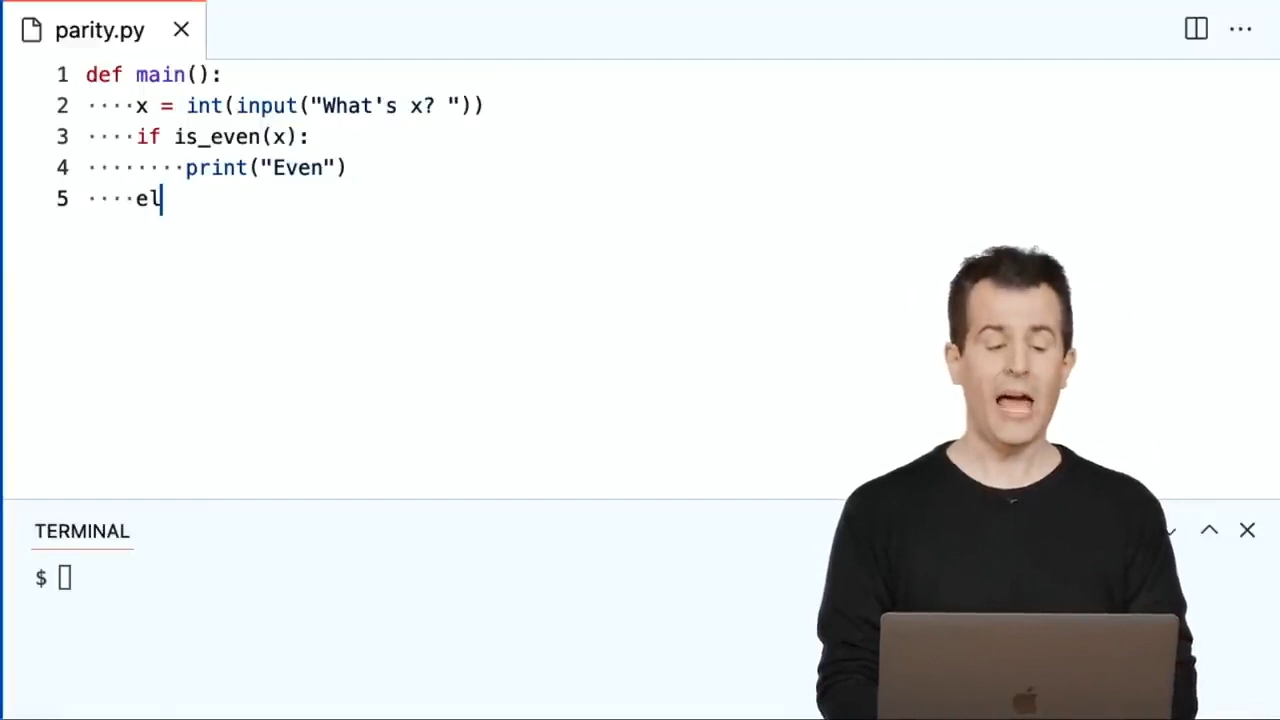 parity.py
1 def main():
2 ····x = int(input("What's x? "))
3 ····if is_even(x):
4 ········print("Even")
5 ····el
TERMINAL
$